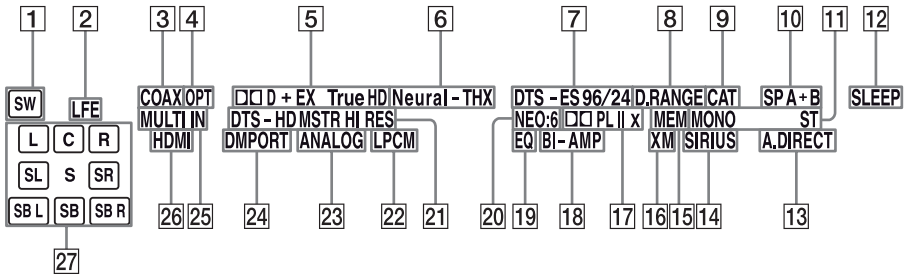 1 2 3 4 5 6 7 8 9 10 11 12
SW LFE COAX OPT D + EX True HD Neural - THX DTS - ES 96/24 D.RANGE CAT SP A + B SLEEP
MULTI IN DTS - HD MSTR HI RES NEO:6 PL II x MEM MONO ST
L C R HDMI DMPORT ANALOG LPCM EQ BI - AMP XM SIRIUS A.DIRECT
SL S SR
SB L SB SB R
26 25 24 23 22 21 20 19 18 17 16 15 14 13
27